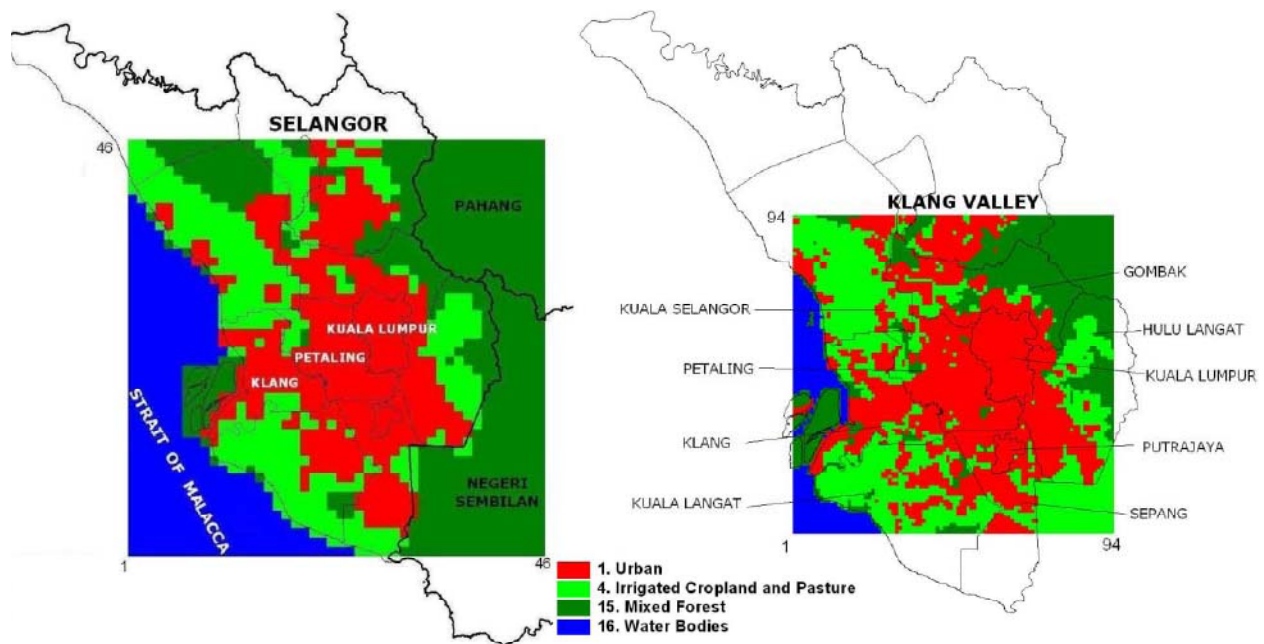 SELANGOR
46
PAHANG
KUALA LUMPUR
PETALING
KLANG
STRAIT OF MALACCA
NEGERI
SEMBILAN
1
46
KLANG VALLEY
94
GOMBAK
KUALA SELANGOR
HULU LANGAT
PETALING
KUALA LUMPUR
KLANG
PUTRAJAYA
KUALA LANGAT
SEPANG
1
94
1. Urban
4. Irrigated Cropland and Pasture
15. Mixed Forest
16. Water Bodies